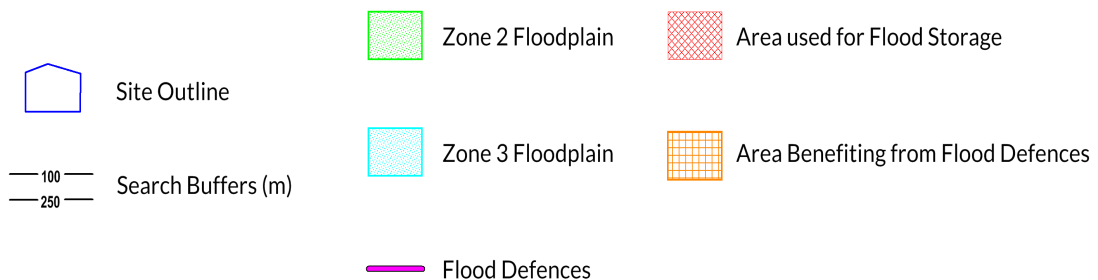 Zone 2 Floodplain
Area used for Flood Storage
Site Outline
Zone 3 Floodplain
Area Benefiting from Flood Defences
100
250
Search Buffers (m)
Flood Defences